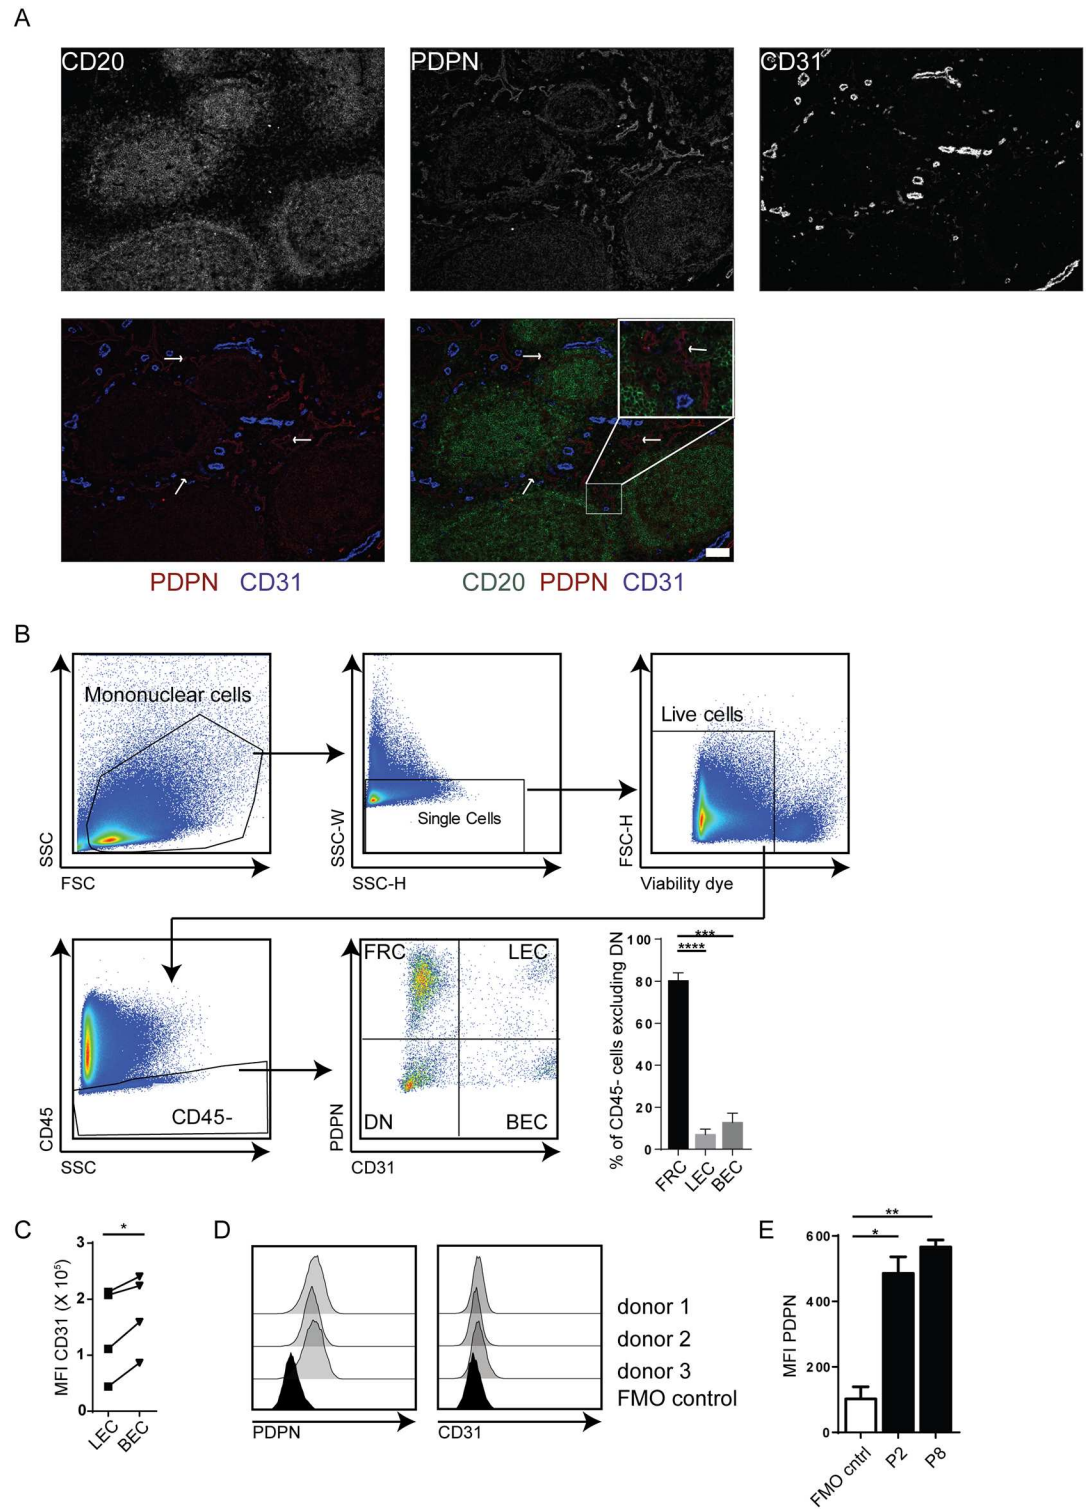 A
CD20
PDPN
CD31
PDPN CD31
CD20 PDPN CD31
B
Mononuclear cells
SSC
FSC
Single Cells
SSC-W
SSC-H
Live cells
FSC-H
Viability dye
CD45-
CD45
SSC
FRC
LEC
DN
BEC
PDPN
CD31
% of CD45- cells excluding DN
100
80
60
40
20
0
***
****
FRC
LEC
BEC
C
MFI CD31 (X 10⁵)
3
2
1
0
*
LEC
BEC
D
donor 1
donor 2
donor 3
FMO control
PDPN
CD31
E
MFI PDPN
600
400
200
0
**
*
FMO cntrl
P2
P8